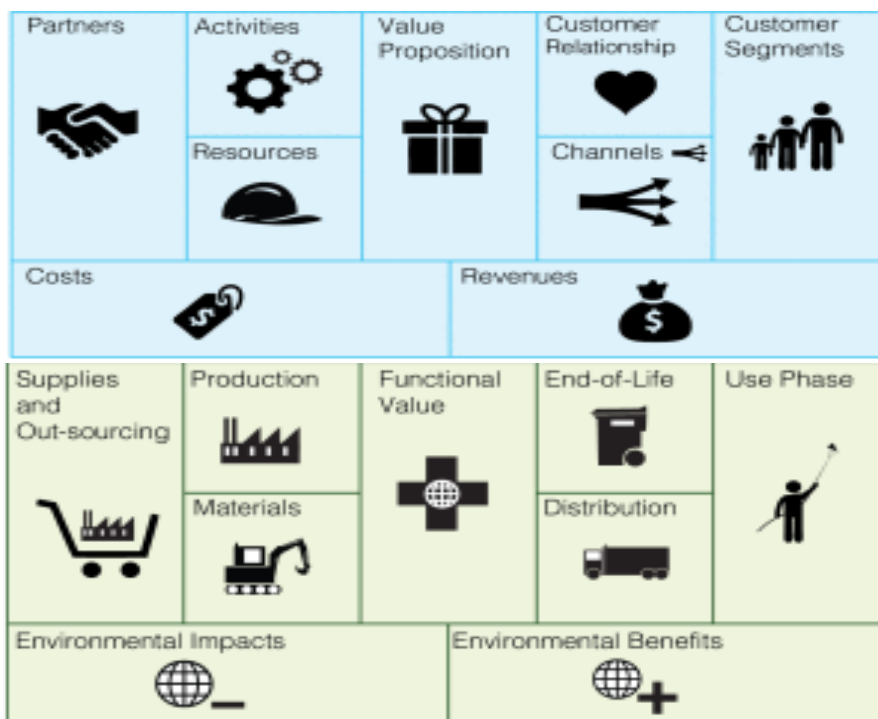 Partners
Activities
Value
Proposition
Customer
Relationship
Customer
Segments
Resources
Channels
Costs
$
Revenues
$
Supplies
and
Out-sourcing
Production
Functional
Value
End-of-Life
Use Phase
Materials
Distribution
Environmental Impacts
Environmental Benefits